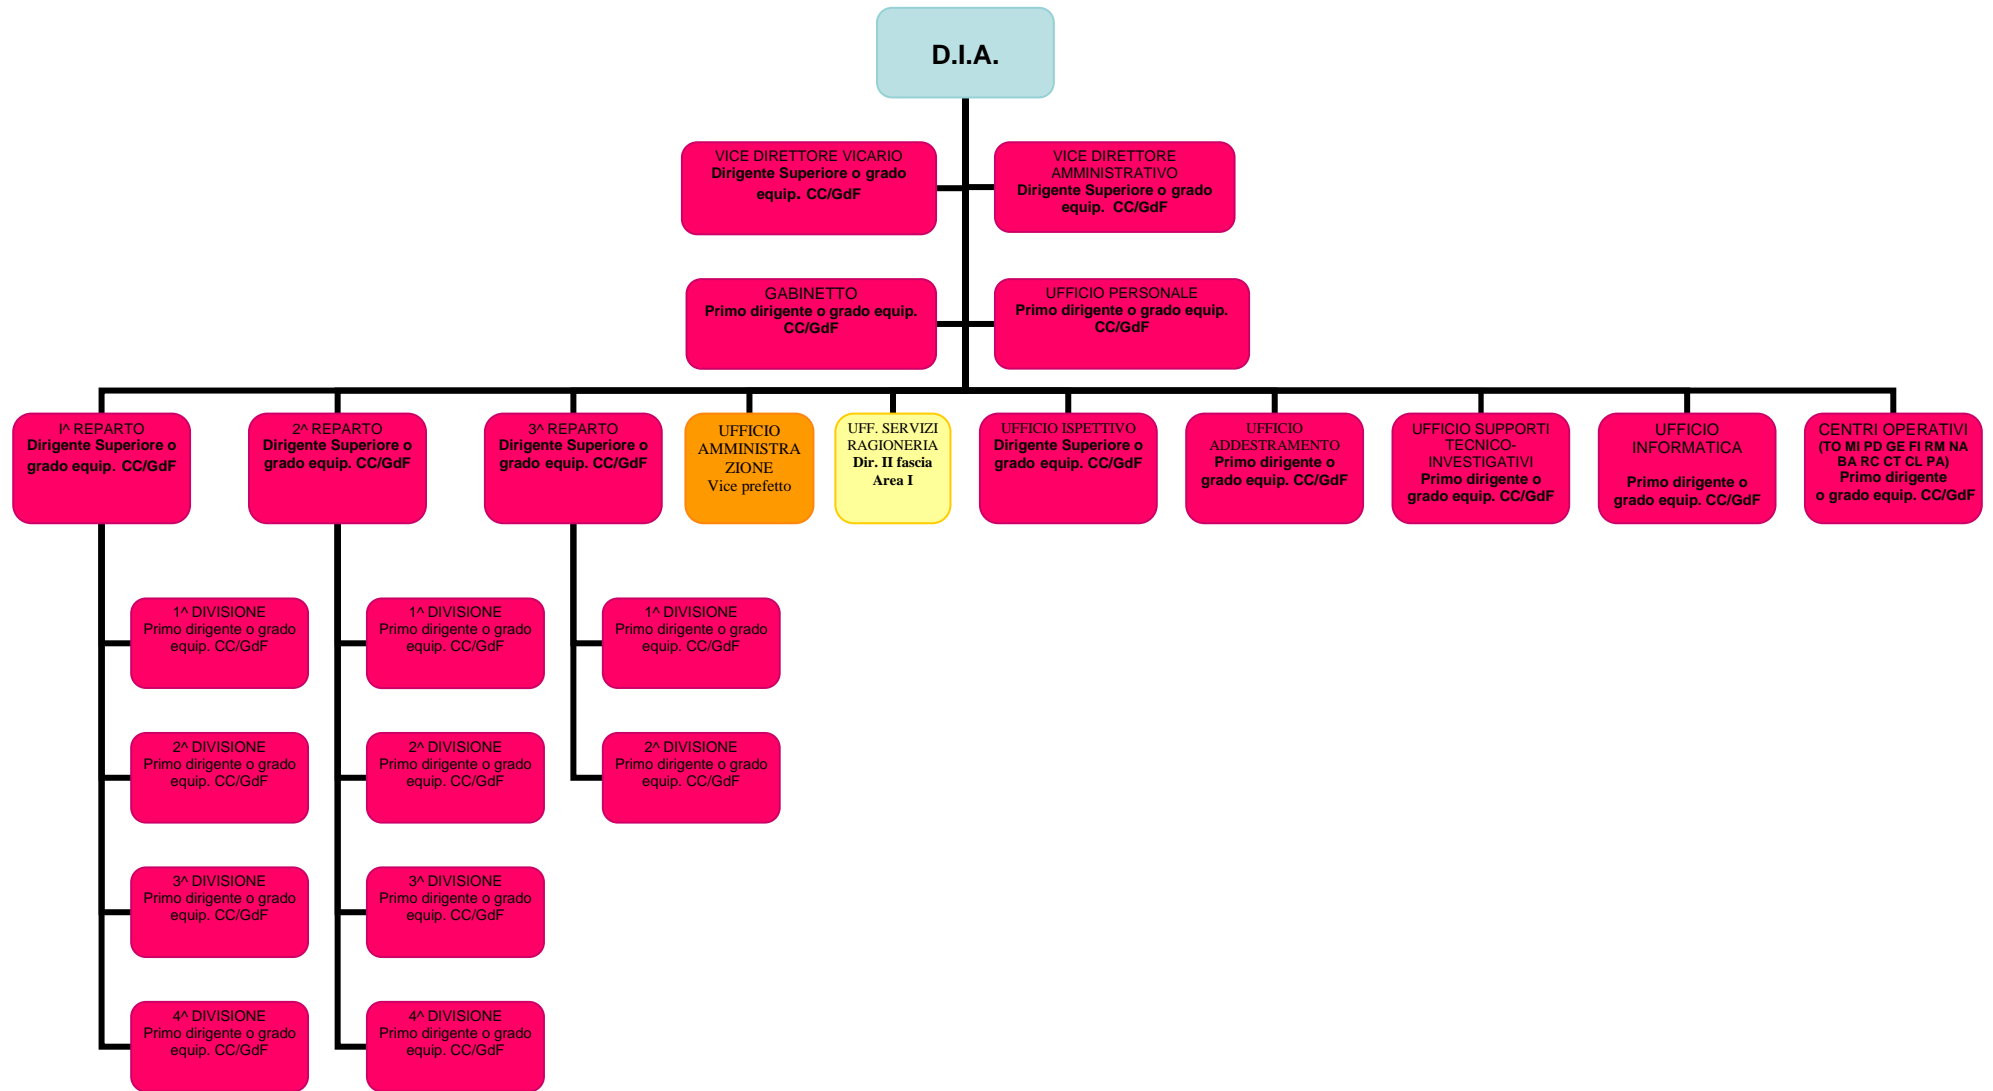 D.I.A.
VICE DIRETTORE VICARIO
Dirigente Superiore o grado
equip. CC/GdF
VICE DIRETTORE
AMMINISTRATIVO
Dirigente Superiore o grado
equip. CC/GdF
GABINETTO
Primo dirigente o grado equip.
CC/GdF
UFFICIO PERSONALE
Primo dirigente o grado equip.
CC/GdF
I^ REPARTO
Dirigente Superiore o
grado equip. CC/GdF
2^ REPARTO
Dirigente Superiore o
grado equip. CC/GdF
3^ REPARTO
Dirigente Superiore o
grado equip. CC/GdF
UFFICIO
AMMINISTRA
ZIONE
Vice prefetto
UFF. SERVIZI
RAGIONERIA
Dir. II fascia
Area I
UFFICIO ISPETTIVO
Dirigente Superiore o
grado equip. CC/GdF
UFFICIO
ADDESTRAMENTO
Primo dirigente o
grado equip. CC/GdF
UFFICIO SUPPORTI
TECNICO-
INVESTIGATIVI
Primo dirigente o
grado equip. CC/GdF
UFFICIO
INFORMATICA
Primo dirigente o
grado equip. CC/GdF
CENTRI OPERATIVI
(TO MI PD GE FI RM NA
BA RC CT CL PA)
Primo dirigente
o grado equip. CC/GdF
1^ DIVISIONE
Primo dirigente o grado
equip. CC/GdF
1^ DIVISIONE
Primo dirigente o grado
equip. CC/GdF
1^ DIVISIONE
Primo dirigente o grado
equip. CC/GdF
2^ DIVISIONE
Primo dirigente o grado
equip. CC/GdF
2^ DIVISIONE
Primo dirigente o grado
equip. CC/GdF
2^ DIVISIONE
Primo dirigente o grado
equip. CC/GdF
3^ DIVISIONE
Primo dirigente o grado
equip. CC/GdF
3^ DIVISIONE
Primo dirigente o grado
equip. CC/GdF
4^ DIVISIONE
Primo dirigente o grado
equip. CC/GdF
4^ DIVISIONE
Primo dirigente o grado
equip. CC/GdF